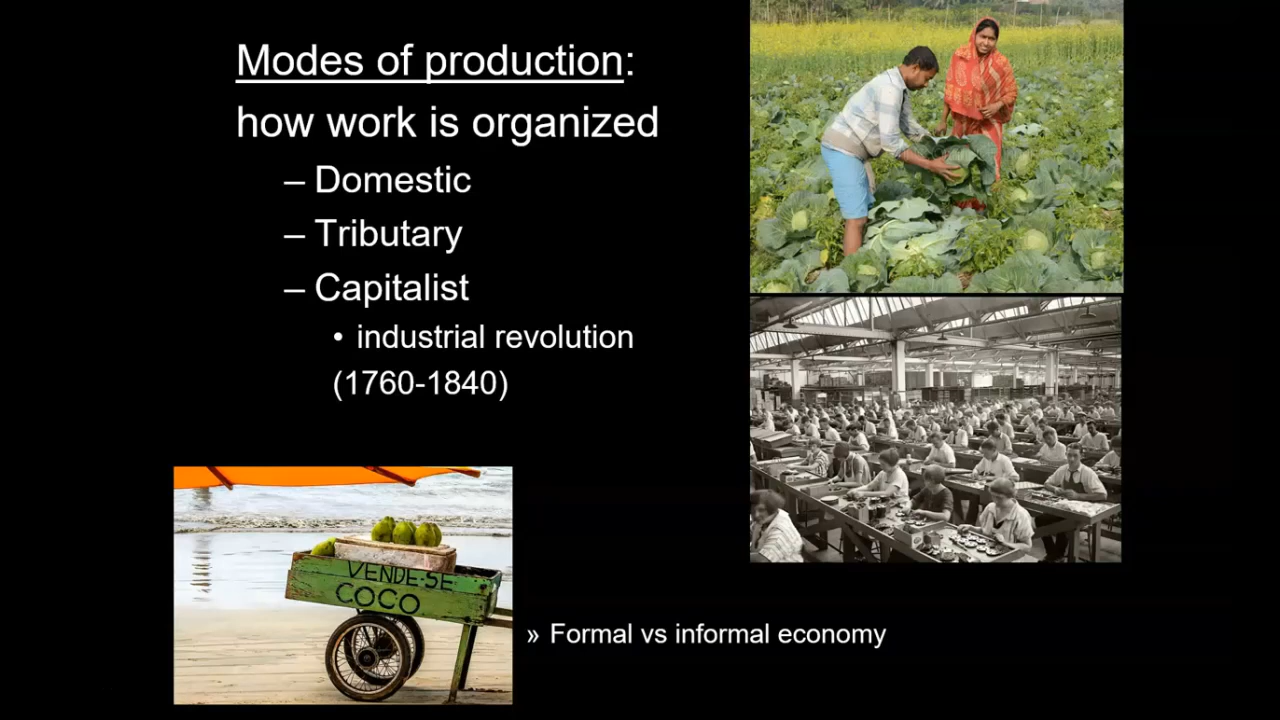 Modes of production:
how work is organized
– Domestic
– Tributary
– Capitalist
• industrial revolution
(1760-1840)
VENDE-SE
COCO
» Formal vs informal economy